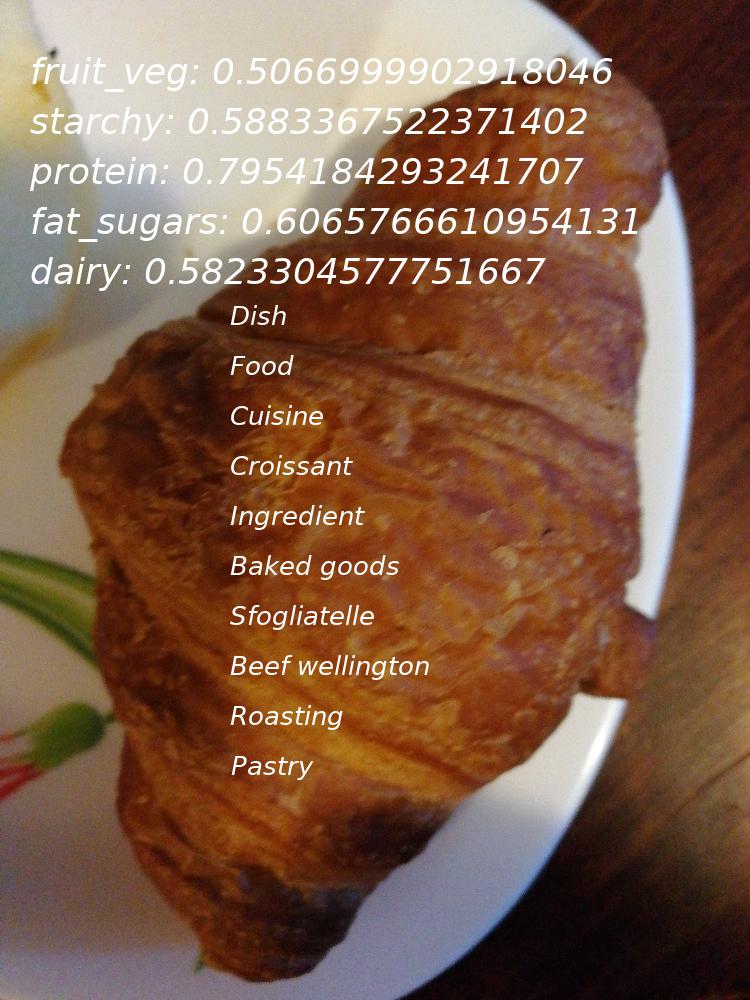 fruit_veg: 0.5066999902918046
starchy: 0.5883367522371402
protein: 0.7954184293241707
fat_sugars: 0.6065766610954131
dairy: 0.5823304577751667
Dish
Food
Cuisine
Croissant
Ingredient
Baked goods
Sfogliatelle
Beef wellington
Roasting
Pastry